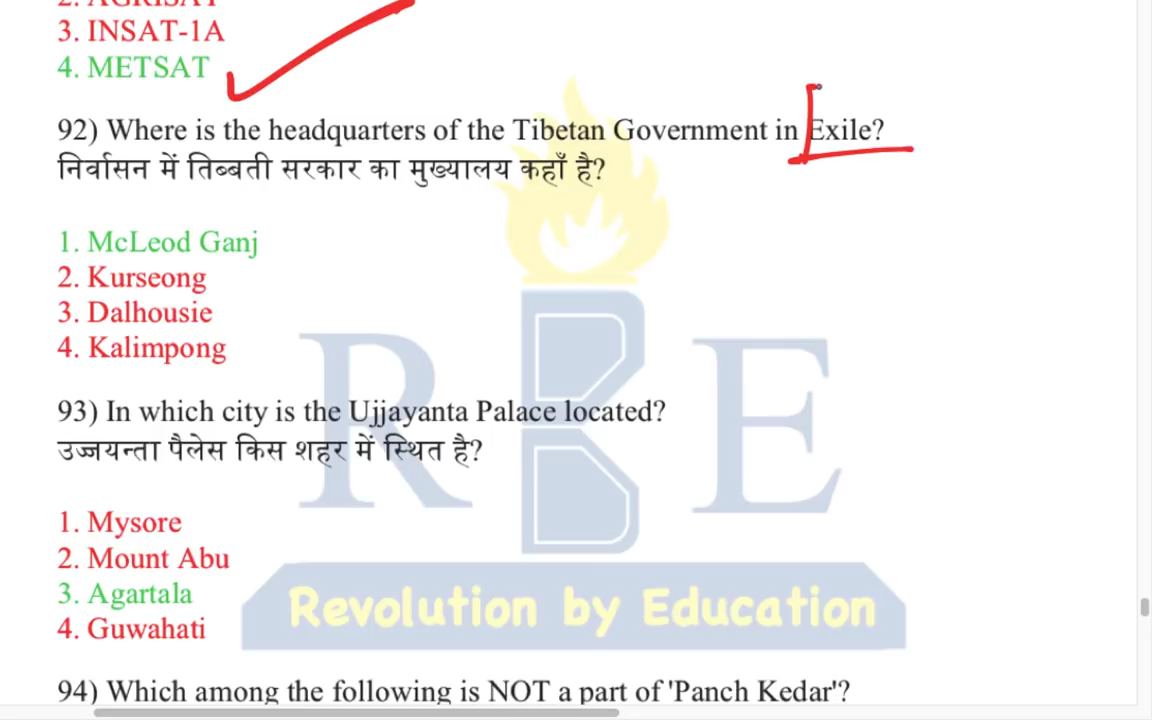 2. AGRISAT
3. INSAT-1A
4. METSAT
92) Where is the headquarters of the Tibetan Government in Exile?
निर्वासन में तिब्बती सरकार का मुख्यालय कहाँ है?
1. McLeod Ganj
2. Kurseong
3. Dalhousie
4. Kalimpong
93) In which city is the Ujjayanta Palace located?
उज्जयन्ता पैलेस किस शहर में स्थित है?
1. Mysore
2. Mount Abu
3. Agartala
4. Guwahati
94) Which among the following is NOT a part of 'Panch Kedar'?
RBE
Revolution by Education